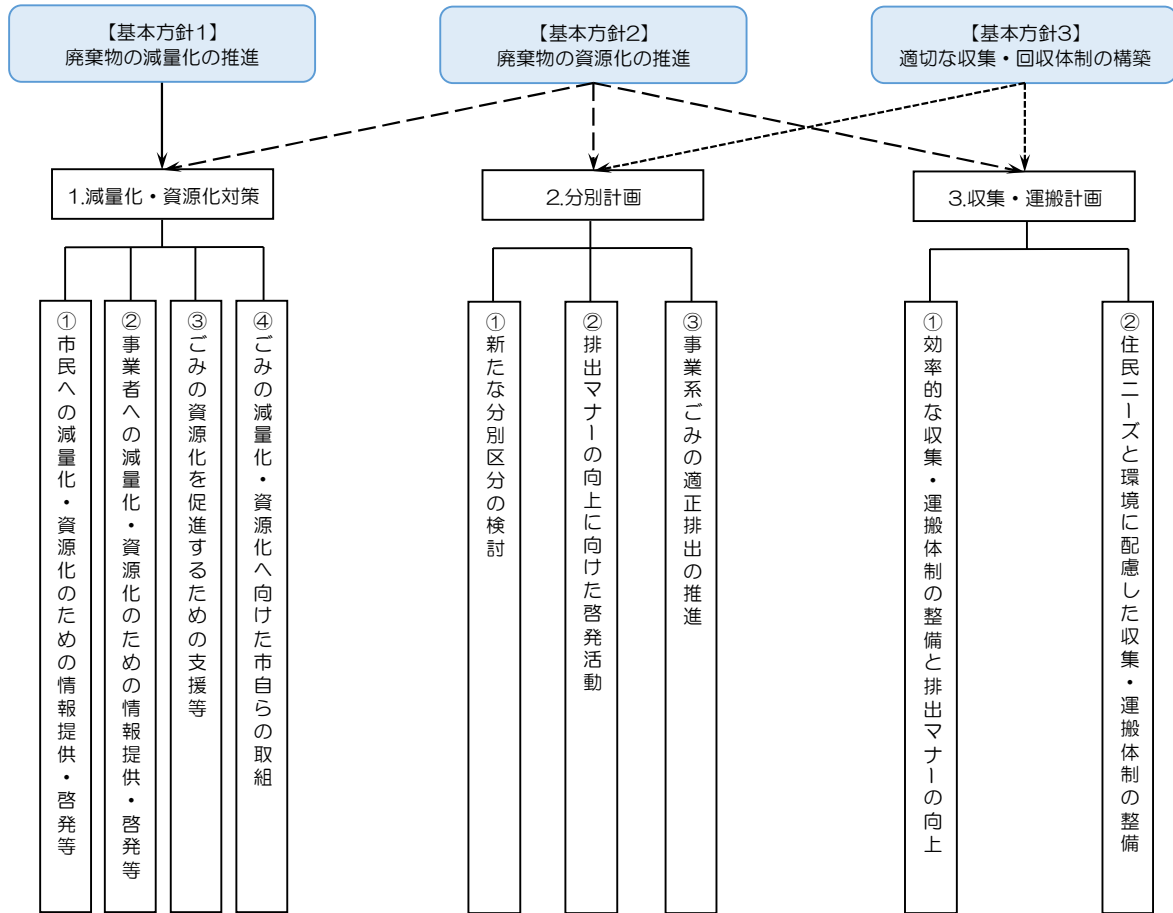 【基本方針1】
廃棄物の減量化の推進
【基本方針2】
廃棄物の資源化の推進
【基本方針3】
適切な収集・回収体制の構築
1.減量化・資源化対策
2.分別計画
3.収集・運搬計画
①市民への減量化・資源化のための情報提供・啓発等
②事業者への減量化・資源化のための情報提供・啓発等
③ごみの資源化を促進するための支援等
④ごみの減量化・資源化へ向けた市自らの取組
①新たな分別区分の検討
②排出マナーの向上に向けた啓発活動
③事業系ごみの適正排出の推進
①効率的な収集・運搬体制の整備と排出マナーの向上
②住民ニーズと環境に配慮した収集・運搬体制の整備